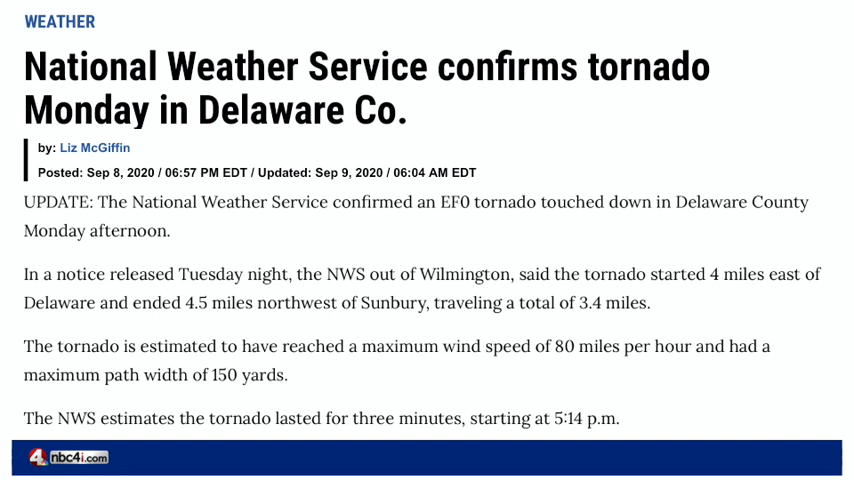 WEATHER
National Weather Service confirms tornado
Monday in Delaware Co.
by: Liz McGiffin
Posted: Sep 8, 2020 / 06:57 PM EDT / Updated: Sep 9, 2020 / 06:04 AM EDT
UPDATE: The National Weather Service confirmed an EF0 tornado touched down in Delaware County
Monday afternoon.
In a notice released Tuesday night, the NWS out of Wilmington, said the tornado started 4 miles east of
Delaware and ended 4.5 miles northwest of Sunbury, traveling a total of 3.4 miles.
The tornado is estimated to have reached a maximum wind speed of 80 miles per hour and had a
maximum path width of 150 yards.
The NWS estimates the tornado lasted for three minutes, starting at 5:14 p.m.
4 nbc4i.com